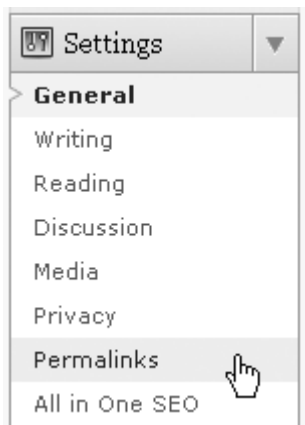 Settings
General
Writing
Reading
Discussion
Media
Privacy
Permalinks
All in One SEO